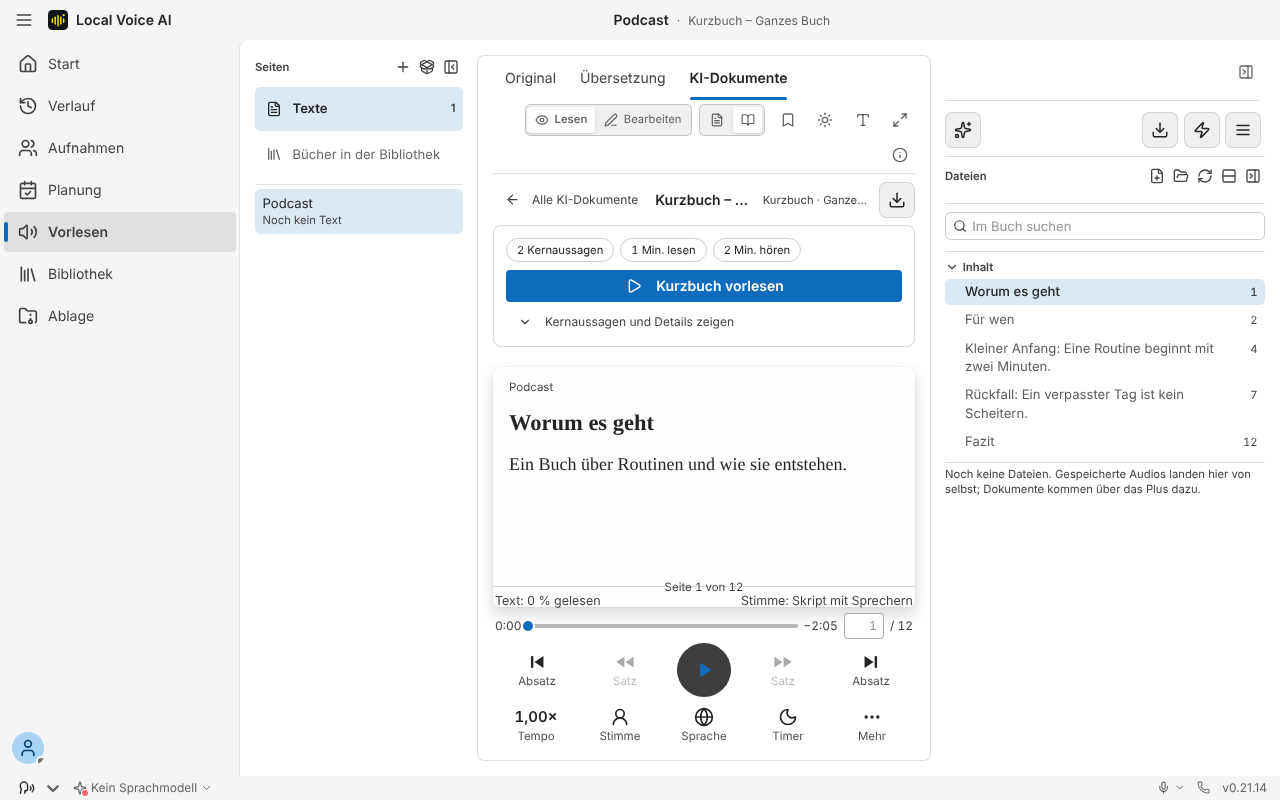 Local Voice AI
Podcast · Kurzbuch – Ganzes Buch
Start
Verlauf
Aufnahmen
Planung
Vorlesen
Bibliothek
Ablage
Seiten
Texte 1
Bücher in der Bibliothek
Podcast
Noch kein Text
Original Übersetzung KI-Dokumente
Lesen Bearbeiten
Alle KI-Dokumente Kurzbuch – ... Kurzbuch · Ganze...
2 Kernaussagen 1 Min. lesen 2 Min. hören
Kurzbuch vorlesen
Kernaussagen und Details zeigen
Podcast
Worum es geht
Ein Buch über Routinen und wie sie entstehen.
Seite 1 von 12
Text: 0 % gelesen Stimme: Skript mit Sprechern
0:00 −2:05 1 / 12
Absatz Satz Satz Absatz
1,00×
Tempo Stimme Sprache Timer Mehr
Dateien
Im Buch suchen
Inhalt
Worum es geht 1
Für wen 2
Kleiner Anfang: Eine Routine beginnt mit 4
zwei Minuten.
Rückfall: Ein verpasster Tag ist kein 7
Scheitern.
Fazit 12
Noch keine Dateien. Gespeicherte Audios landen hier von
selbst; Dokumente kommen über das Plus dazu.
Kein Sprachmodell
v0.21.14